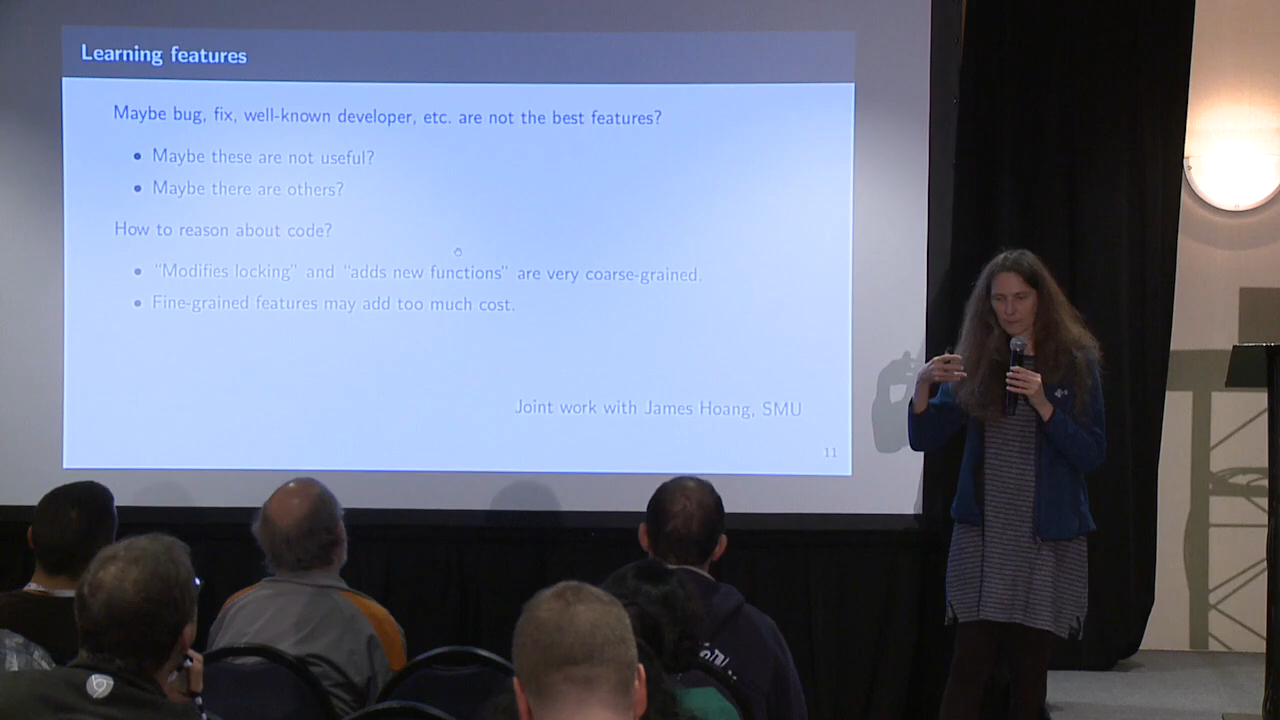 Learning features
Maybe bug, fix, well-known developer, etc. are not the best features?
• Maybe these are not useful?
• Maybe there are others?
How to reason about code?
• "Modifies locking" and "adds new functions" are very coarse-grained.
• Fine-grained features may add too much cost.
Joint work with James Hoang, SMU
11